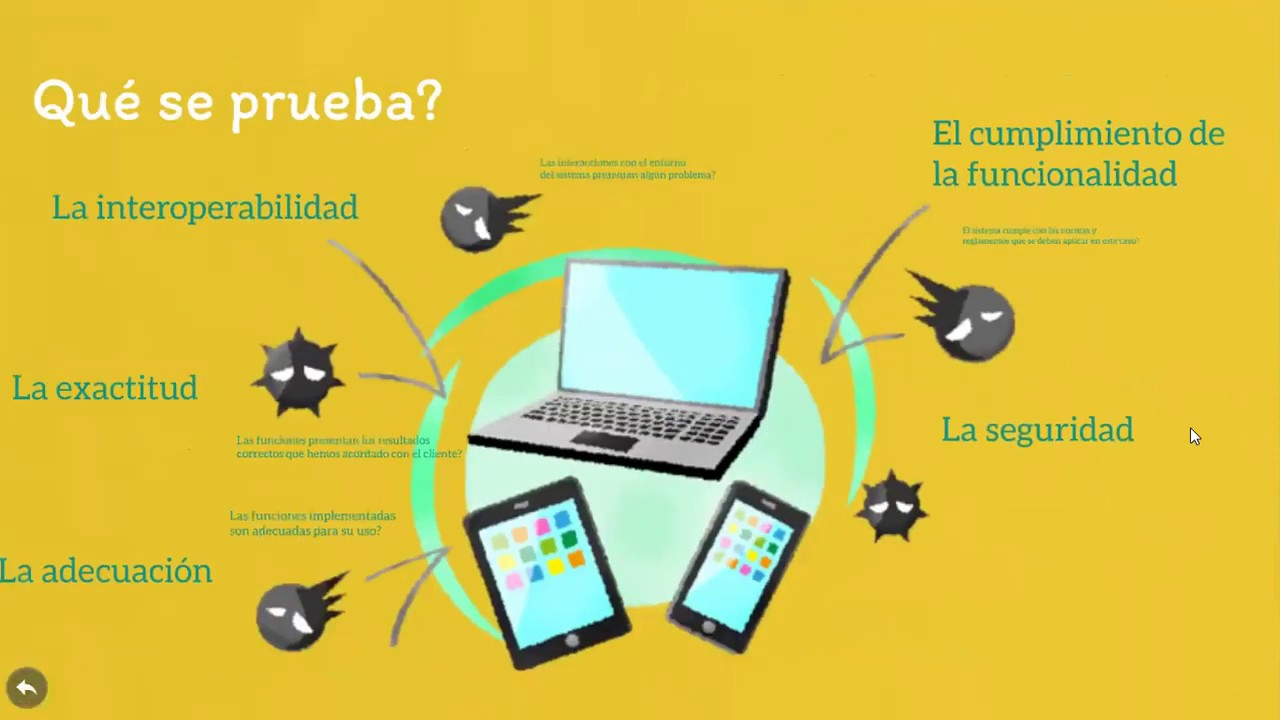 Qué se prueba?
La interoperabilidad
Las interacciones con el entorno
del sistema presentan algún problema?
El cumplimiento de
la funcionalidad
El sistema cumple con las normas y
reglamentos que se deben aplicar en este caso?
La exactitud
Las funciones presentan los resultados
correctos que hemos acordado con el cliente?
La seguridad
Las funciones implementadas
son adecuadas para su uso?
La adecuación